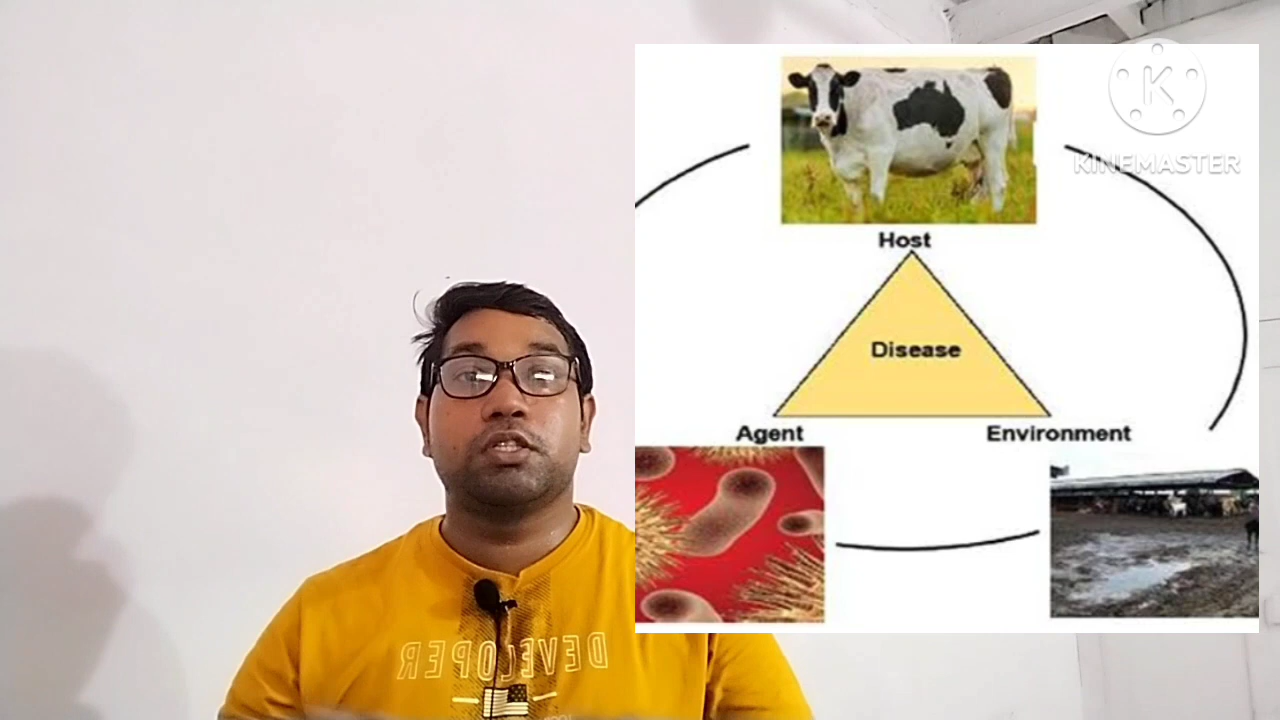 K
KINEMASTER
Host
Disease
Agent
Environment
DEVELOPER